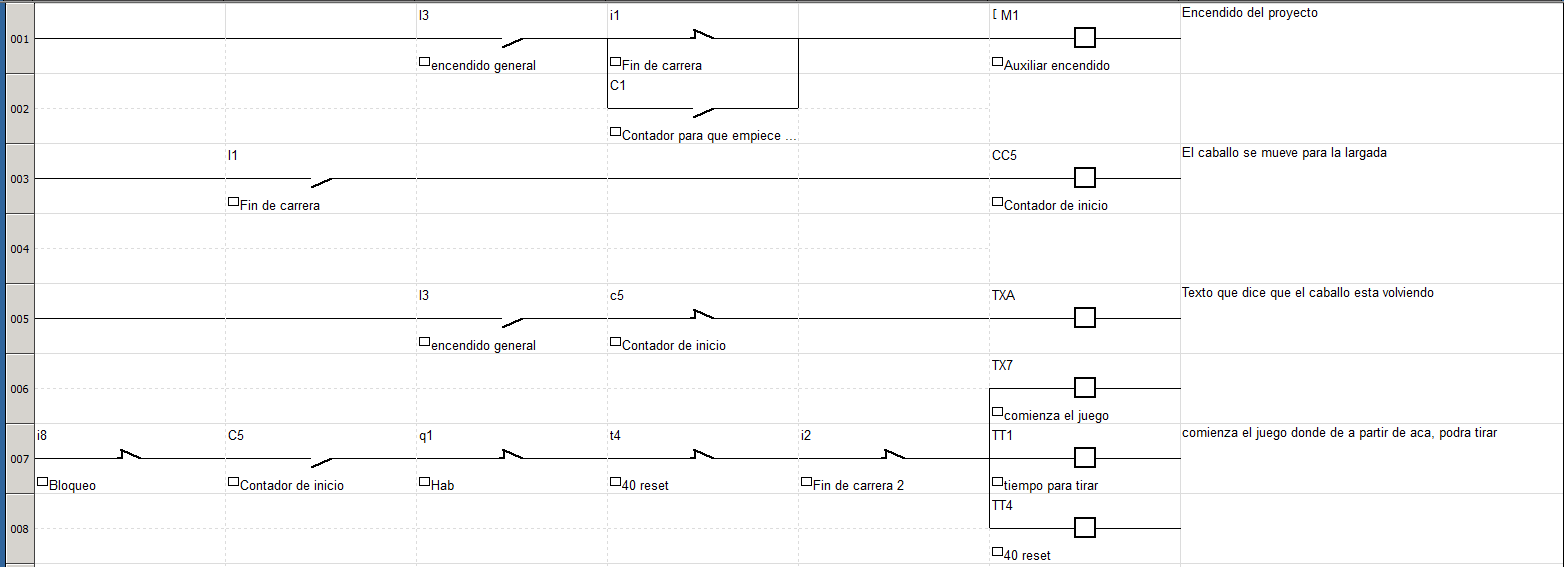 I3 i1 [ M1 Encendido del proyecto
001
encendido general Fin de carrera Auxiliar encendido
C1
002
Contador para que empiece ...
I1 CC5 El caballo se mueve para la largada
003
Fin de carrera Contador de inicio
004
I3 c5 TXA Texto que dice que el caballo esta volviendo
005
encendido general Contador de inicio
TX7
006
comienza el juego
i8 C5 q1 t4 i2 TT1 comienza el juego donde de a partir de aca, podra tirar
007
Bloqueo Contador de inicio Hab 40 reset Fin de carrera 2 tiempo para tirar
TT4
008
40 reset